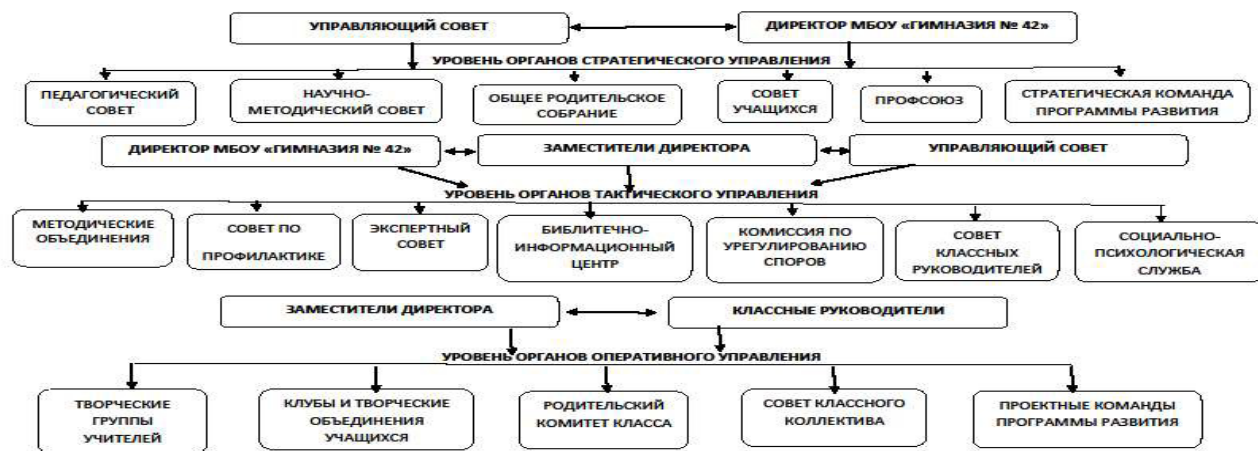 УПРАВЛЯЮЩИЙ СОВЕТ
ДИРЕКТОР МБОУ «ГИМНАЗИЯ № 42»
УРОВЕНЬ ОРГАНОВ СТРАТЕГИЧЕСКОГО УПРАВЛЕНИЯ
ПЕДАГОГИЧЕСКИЙ
СОВЕТ
НАУЧНО-
МЕТОДИЧЕСКИЙ СОВЕТ
ОБЩЕЕ РОДИТЕЛЬСКОЕ
СОБРАНИЕ
СОВЕТ
УЧАЩИХСЯ
ПРОФСОЮЗ
СТРАТЕГИЧЕСКАЯ КОМАНДА
ПРОГРАММЫ РАЗВИТИЯ
ДИРЕКТОР МБОУ «ГИМНАЗИЯ № 42»
ЗАМЕСТИТЕЛИ ДИРЕКТОРА
УПРАВЛЯЮЩИЙ СОВЕТ
УРОВЕНЬ ОРГАНОВ ТАКТИЧЕСКОГО УПРАВЛЕНИЯ
МЕТОДИЧЕСКИЕ
ОБЪЕДИНЕНИЯ
СОВЕТ ПО
ПРОФИЛАКТИКЕ
ЭКСПЕРТНЫЙ
СОВЕТ
БИБЛИТЕЧНО-
ИНФОРМАЦИОННЫЙ
ЦЕНТР
КОМИССИЯ ПО
УРЕГУЛИРОВАНИЮ
СПОРОВ
СОВЕТ
КЛАССНЫХ
РУКОВОДИТЕЛЕЙ
СОЦИАЛЬНО-
ПСИХОЛОГИЧЕСКАЯ
СЛУЖБА
ЗАМЕСТИТЕЛИ ДИРЕКТОРА
КЛАССНЫЕ РУКОВОДИТЕЛИ
УРОВЕНЬ ОРГАНОВ ОПЕРАТИВНОГО УПРАВЛЕНИЯ
ТВОРЧЕСКИЕ
ГРУППЫ
УЧИТЕЛЕЙ
КЛУБЫ И ТВОРЧЕСКИЕ
ОБЪЕДИНЕНИЯ
УЧАЩИХСЯ
РОДИТЕЛЬСКИЙ
КОМИТЕТ КЛАССА
СОВЕТ КЛАССНОГО
КОЛЛЕКТИВА
ПРОЕКТНЫЕ КОМАНДЫ
ПРОГРАММЫ РАЗВИТИЯ